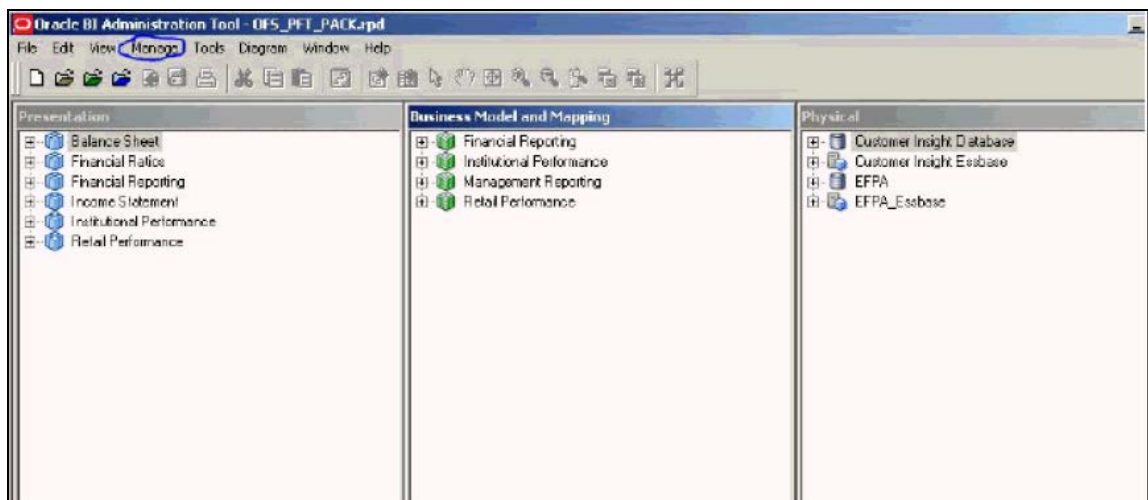 Oracle BI Administration Tool - OFS_PFT_PACK.rpd
File Edit View Manage Tools Diagram Window Help
Presentation
Balance Sheet
Financial Ratios
Financial Reporting
Income Statement
Institutional Performance
Retail Performance
Business Model and Mapping
Financial Reporting
Institutional Performance
Management Reporting
Retail Performance
Physical
Customer Insight Database
Customer Insight Essbase
EFPA
EFPA_Essbase